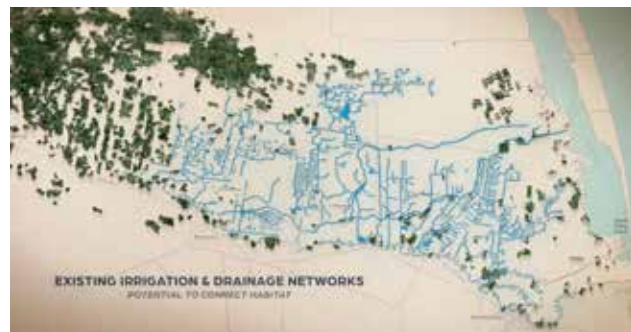 EXISTING IRRIGATION & DRAINAGE NETWORKS
POTENTIAL TO CONNECT HABITAT